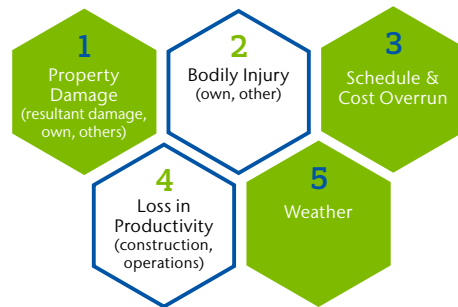 1
Property
Damage
(resultant damage,
own, others)
2
Bodily Injury
(own, other)
3
Schedule &
Cost Overrun
4
Loss in
Productivity
(construction,
operations)
5
Weather